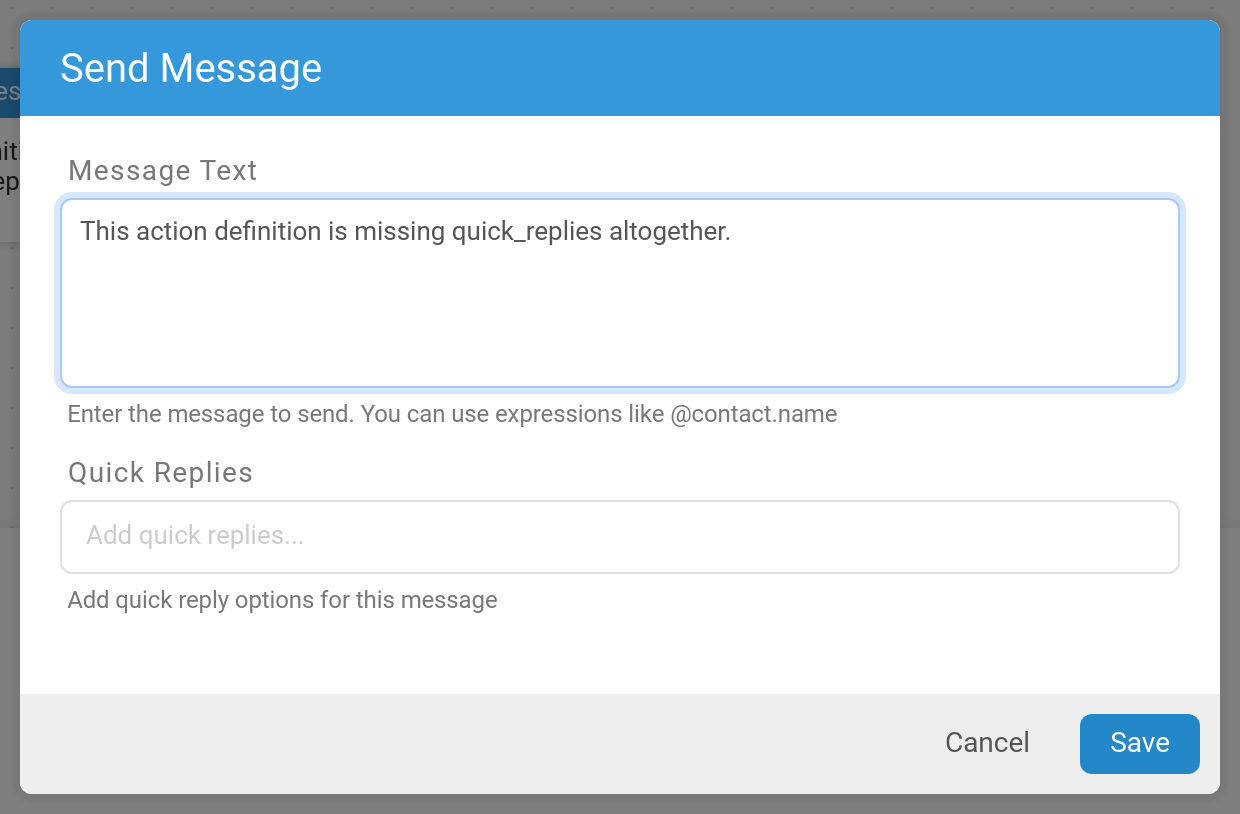 Send Message
Message Text
This action definition is missing quick_replies altogether.
Enter the message to send. You can use expressions like @contact.name
Quick Replies
Add quick replies...
Add quick reply options for this message
Cancel
Save